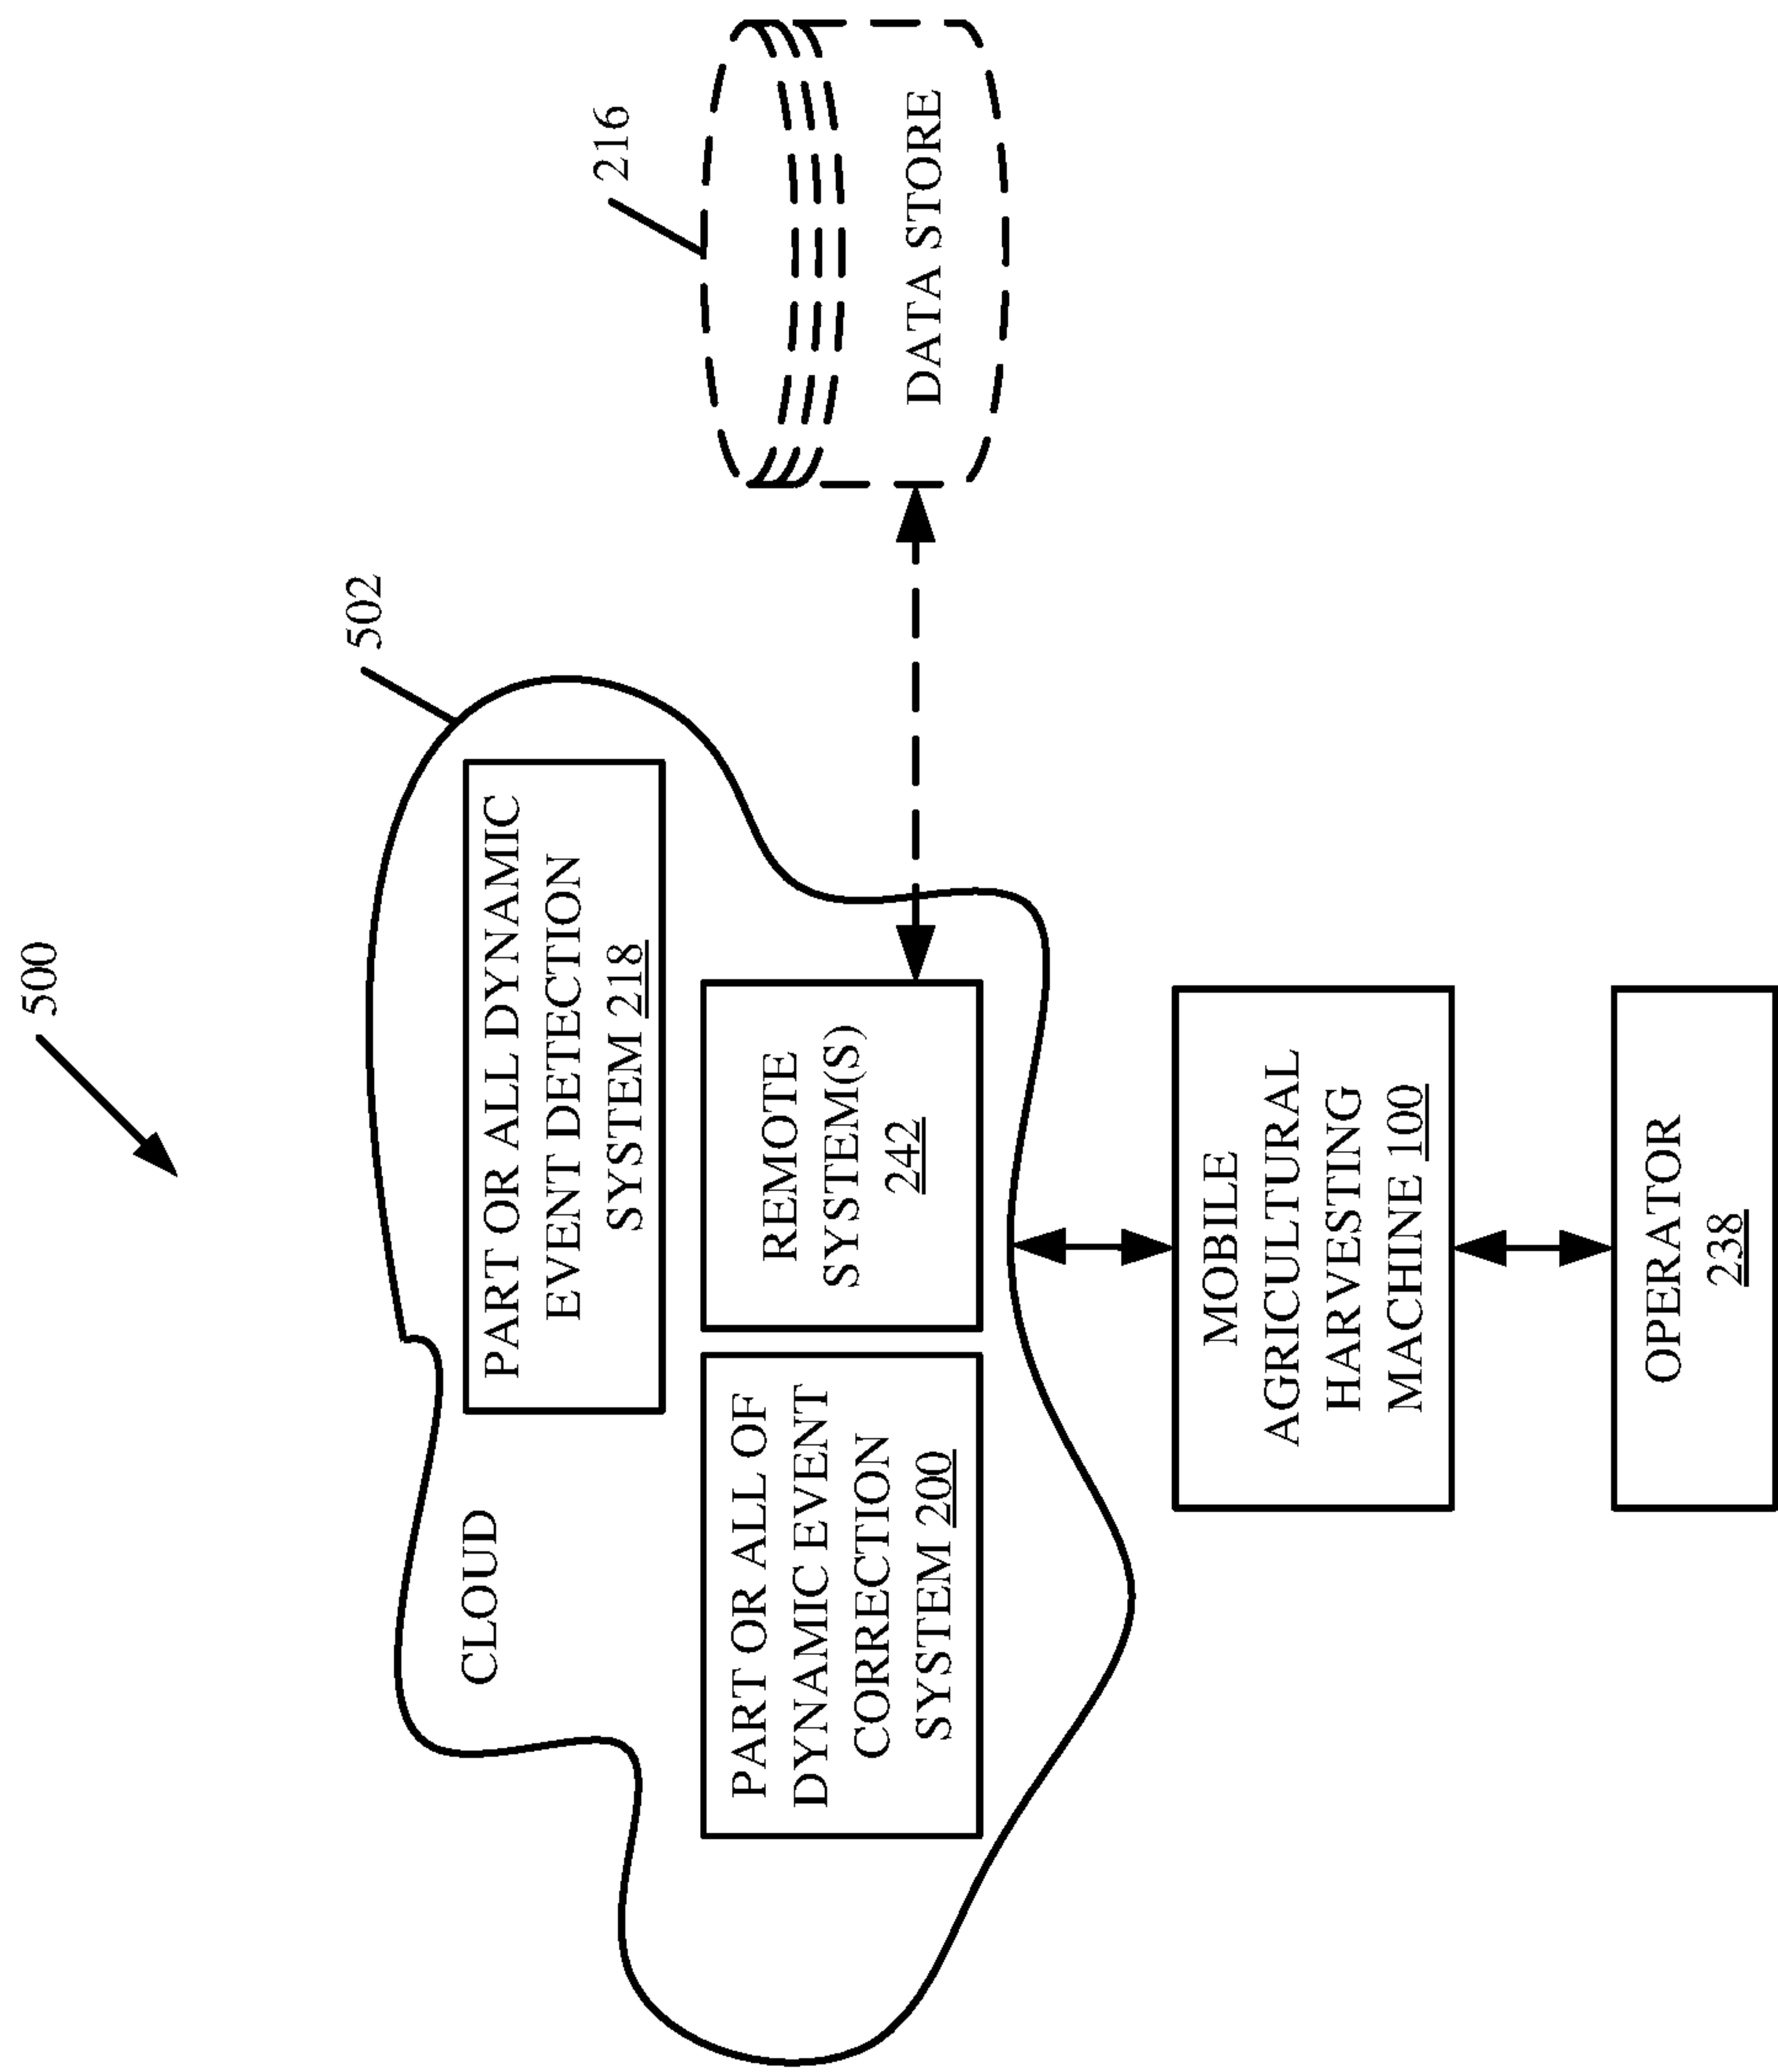 500
502
216
CLOUD
PART OR ALL DYNAMIC
EVENT DETECTION
SYSTEM 218
PART OR ALL OF
DYNAMIC EVENT
CORRECTION
SYSTEM 200
REMOTE
SYSTEM(S)
242
DATA STORE
MOBILE
AGRICULTURAL
HARVESTING
MACHINE 100
OPERATOR
238